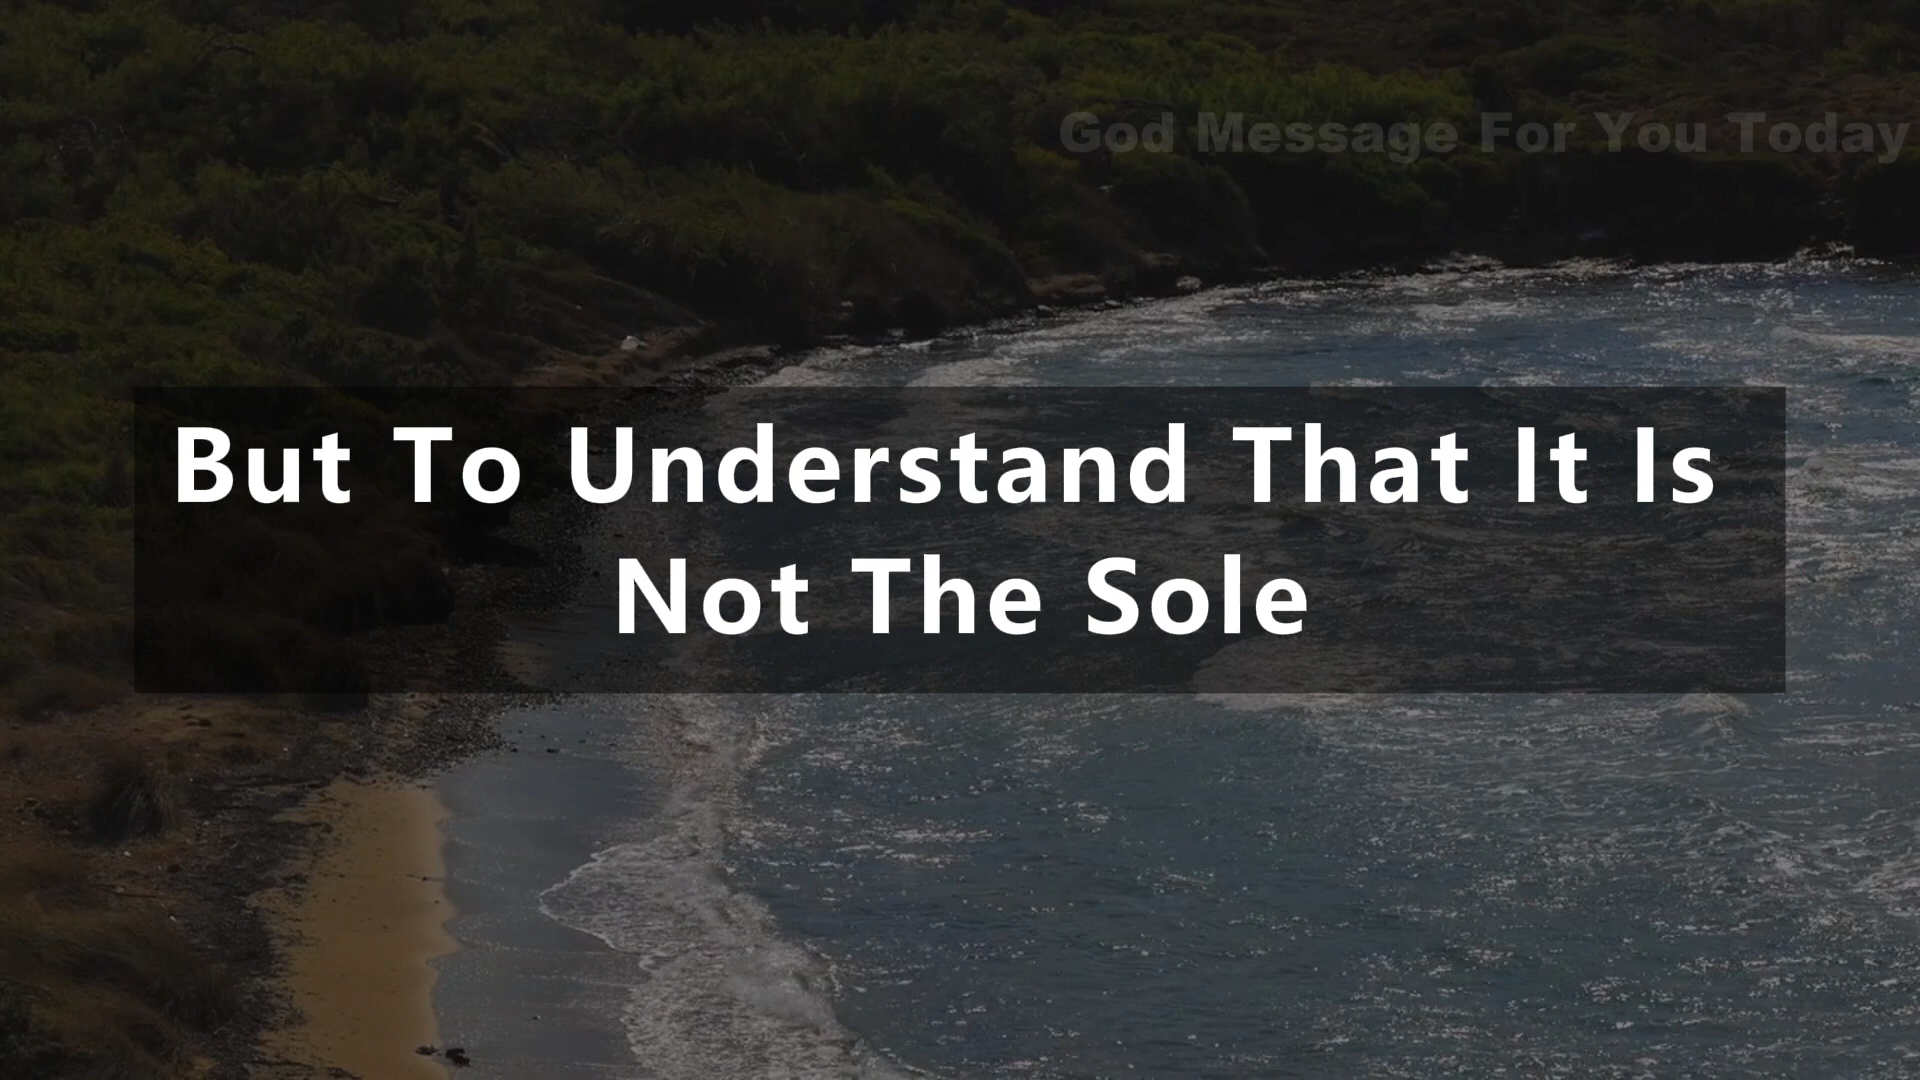 God Message For You Today
But To Understand That It Is
Not The Sole